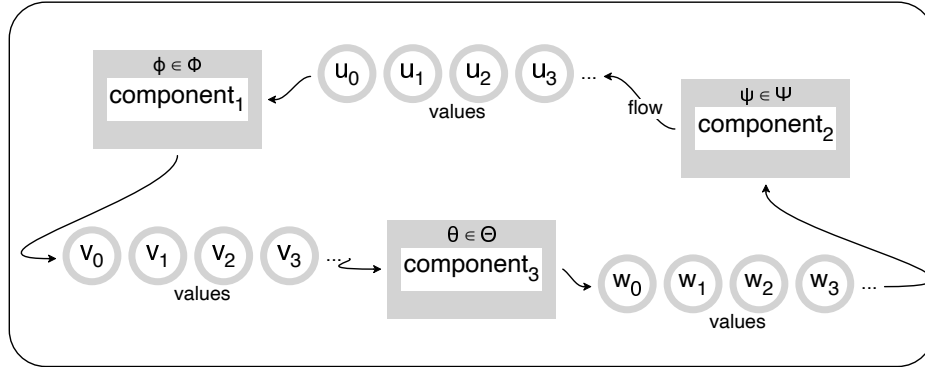 ϕ ∈ Φ
component₁
u₀ u₁ u₂ u₃ ...
values
flow
ψ ∈ Ψ
component₂
v₀ v₁ v₂ v₃ ...
values
θ ∈ Θ
component₃
w₀ w₁ w₂ w₃ ...
values